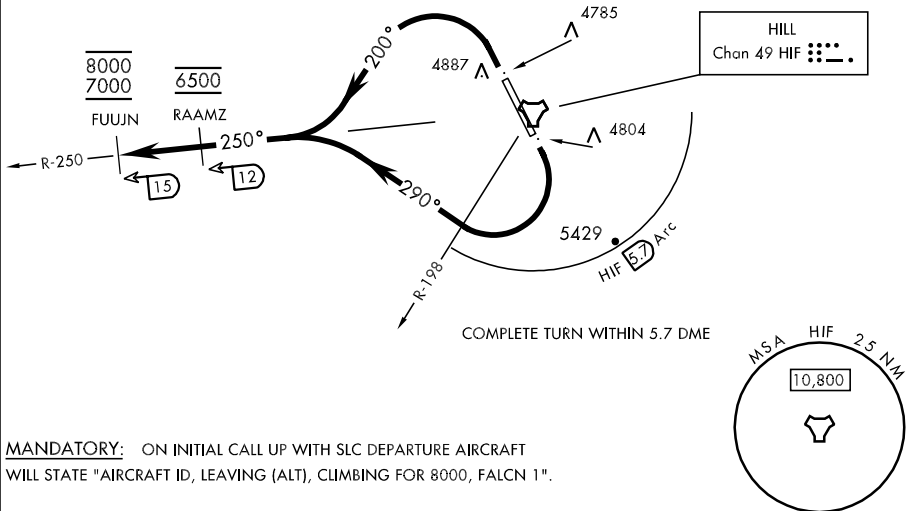 4785
HILL
Chan 49 HIF
200°
4887
8000
7000
6500
FUUJN
RAAMZ
4804
250°
R-250
15
12
290°
5429
HIF 5.7 Arc
R-198
COMPLETE TURN WITHIN 5.7 DME
MSA HIF 25 NM
10,800
MANDATORY: ON INITIAL CALL UP WITH SLC DEPARTURE AIRCRAFT
WILL STATE "AIRCRAFT ID, LEAVING (ALT), CLIMBING FOR 8000, FALCN 1".